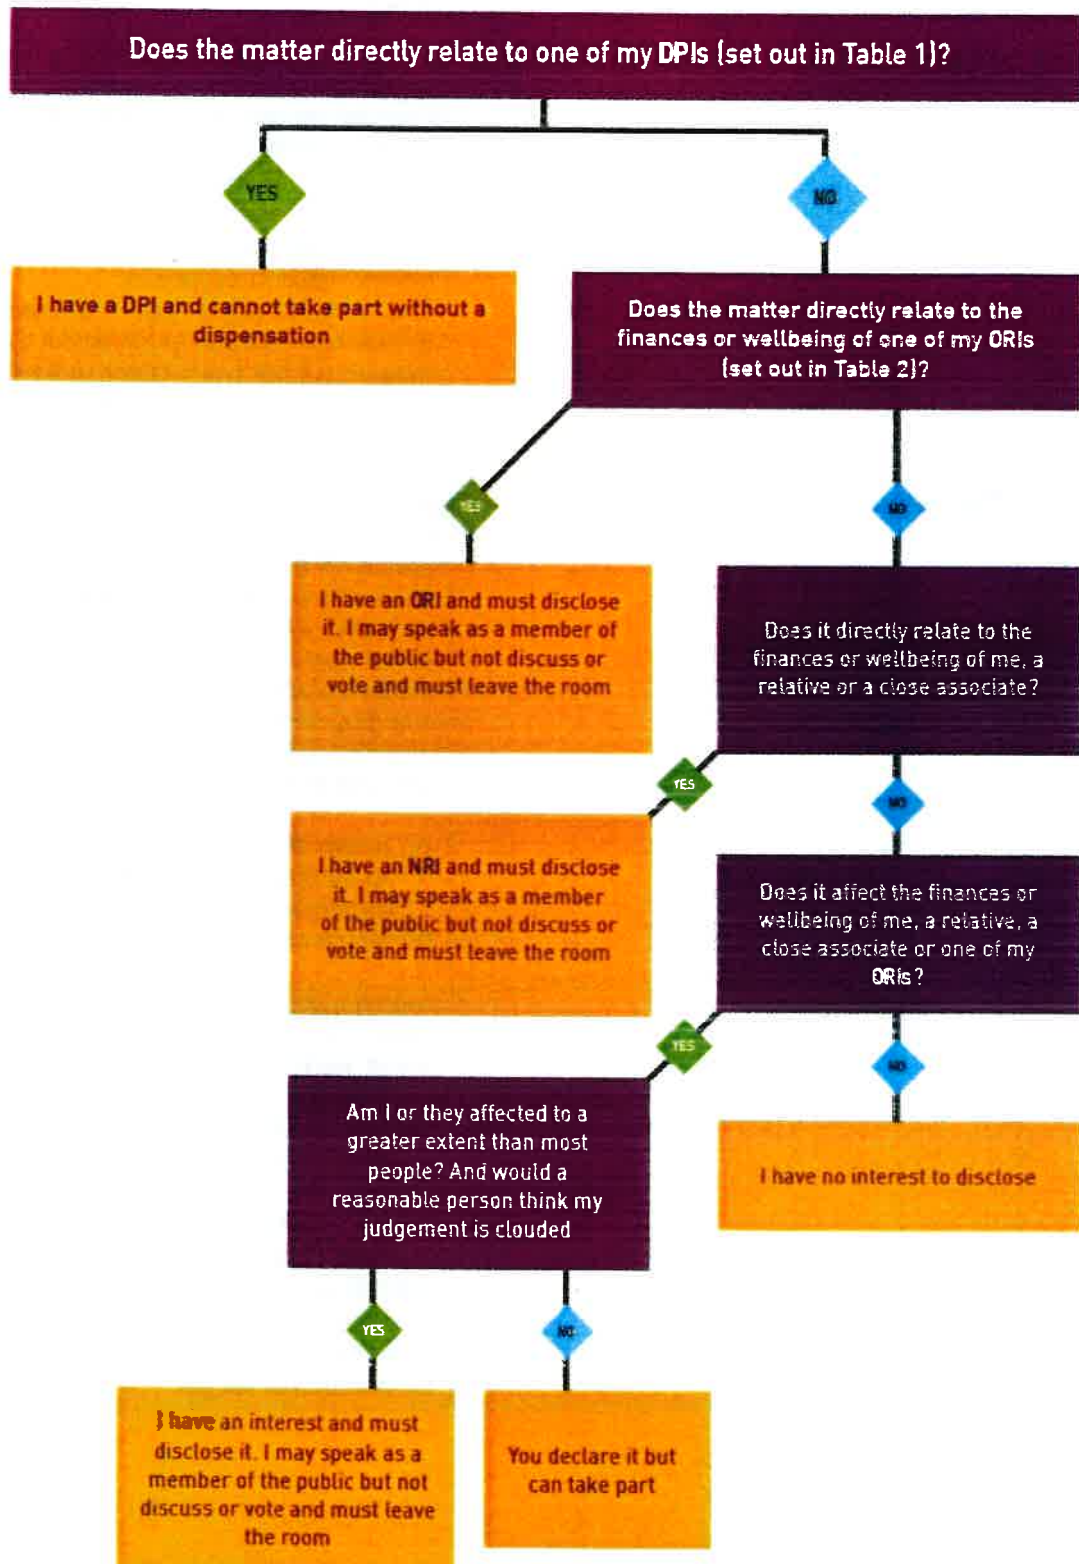 Does the matter directly relate to one of my DPIs (set out in Table 1)?
YES
NO
I have a DPI and cannot take part without a
dispensation
Does the matter directly relate to the
finances or wellbeing of one of my ORIs
(set out in Table 2)?
YES
NO
I have an ORI and must disclose
it. I may speak as a member of
the public but not discuss or
vote and must leave the room
Does it directly relate to the
finances or wellbeing of me, a
relative or a close associate?
YES
NO
I have an NRI and must disclose
it. I may speak as a member
of the public but not discuss or
vote and must leave the room
Does it affect the finances or
wellbeing of me, a relative, a
close associate or one of my
ORIs?
YES
NO
Am I or they affected to a
greater extent than most
people? And would a
reasonable person think my
judgement is clouded
I have no interest to disclose
YES
NO
I have an interest and must
disclose it. I may speak as a
member of the public but not
discuss or vote and must leave
the room
You declare it but
can take part